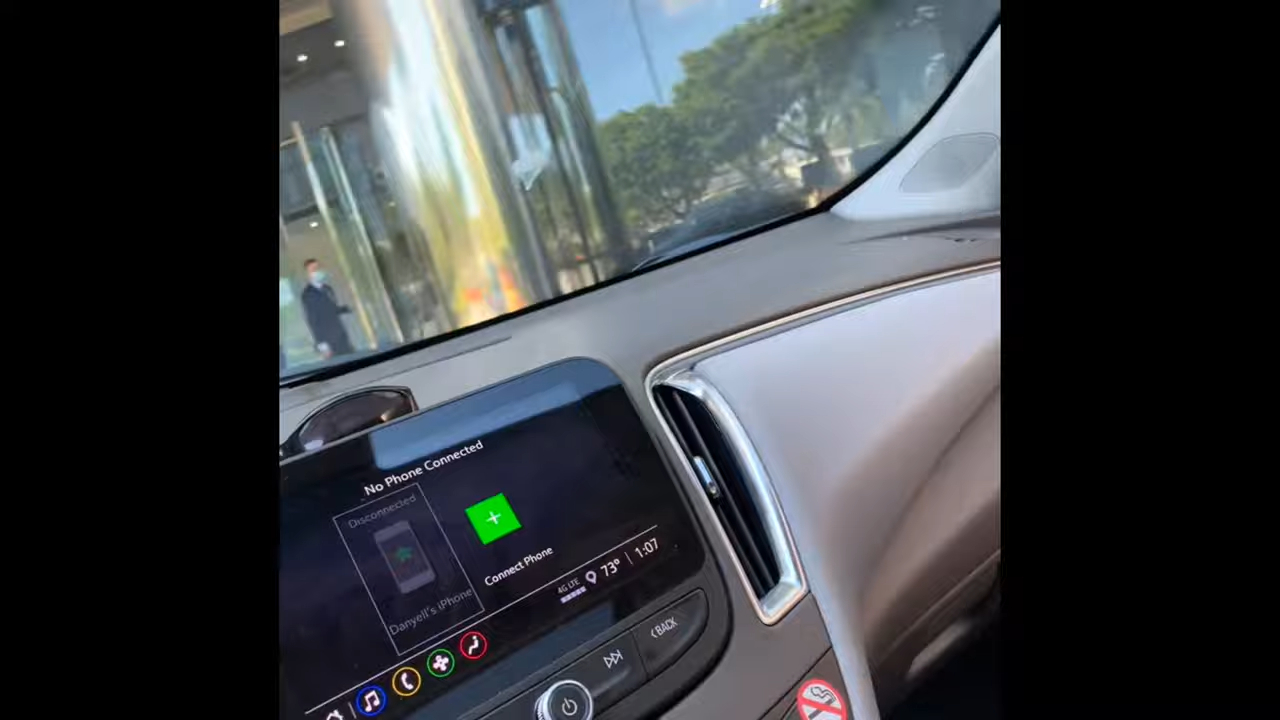 No Phone Connected
Disconnected
Danyell's iPhone
Connect Phone
4G LTE
73° | 1:07
<BACK